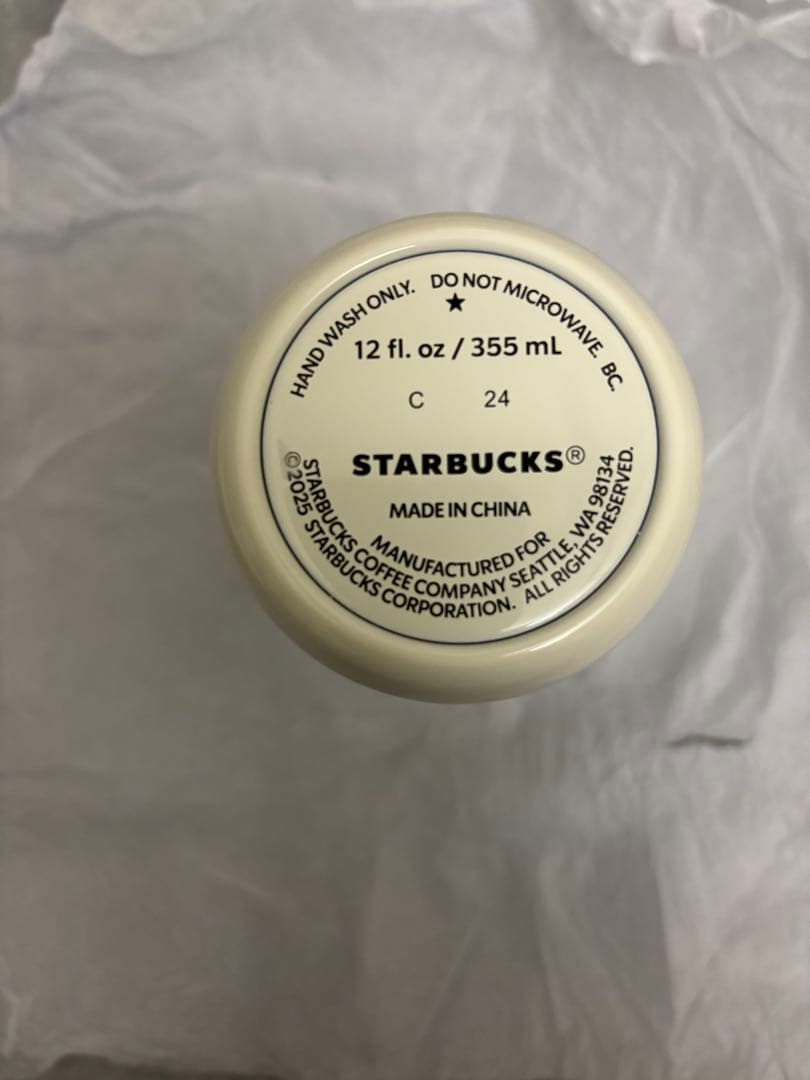 HAND WASH ONLY. DO NOT MICROWAVE. BC.
★
12 fl. oz / 355 mL
C 24
STARBUCKS®
MADE IN CHINA
MANUFACTURED FOR
STARBUCKS COFFEE COMPANY SEATTLE, WA 98134
©2025 STARBUCKS CORPORATION. ALL RIGHTS RESERVED.